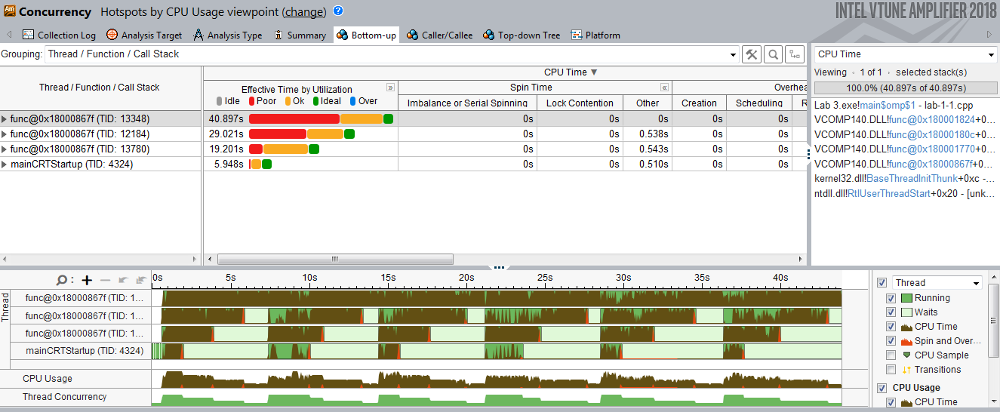 Concurrency Hotspots by CPU Usage viewpoint (change) ?
INTEL VTUNE AMPLIFIER 2018
Collection Log Analysis Target Analysis Type Summary Bottom-up Caller/Callee Top-down Tree Platform
Grouping: Thread / Function / Call Stack
Thread / Function / Call Stack
CPU Time
Effective Time by Utilization
Idle Poor Ok Ideal Over
Spin Time
Overhea
Imbalance or Serial Spinning Lock Contention Other Creation Scheduling R
func@0x18000867f (TID: 13348) 40.897s 0s 0s 0s 0s 0s
func@0x18000867f (TID: 12184) 29.021s 0s 0s 0.538s 0s 0s
func@0x18000867f (TID: 13780) 19.201s 0s 0s 0.543s 0s 0s
mainCRTStartup (TID: 4324) 5.948s 0s 0s 0.510s 0s 0s
CPU Time
Viewing 1 of 1 selected stack(s)
100.0% (40.897s of 40.897s)
Lab 3.exe!main$omp$1 - lab-1-1.cpp
VCOMP140.DLL!func@0x180001824+0...
VCOMP140.DLL!func@0x18000180c+0...
VCOMP140.DLL!func@0x180001770+0...
VCOMP140.DLL!func@0x18000867f+0...
kernel32.dll!BaseThreadInitThunk+0xc -...
ntdll.dll!RtlUserThreadStart+0x20 - [unk...
0s 5s 10s 15s 20s 25s 30s 35s 40s
Thread
func@0x18000867f (TID: 1...
func@0x18000867f (TID: 1...
func@0x18000867f (TID: 1...
mainCRTStartup (TID: 4324)
CPU Usage
Thread Concurrency
Thread
Running
Waits
CPU Time
Spin and Over...
CPU Sample
Transitions
CPU Usage
CPU Time